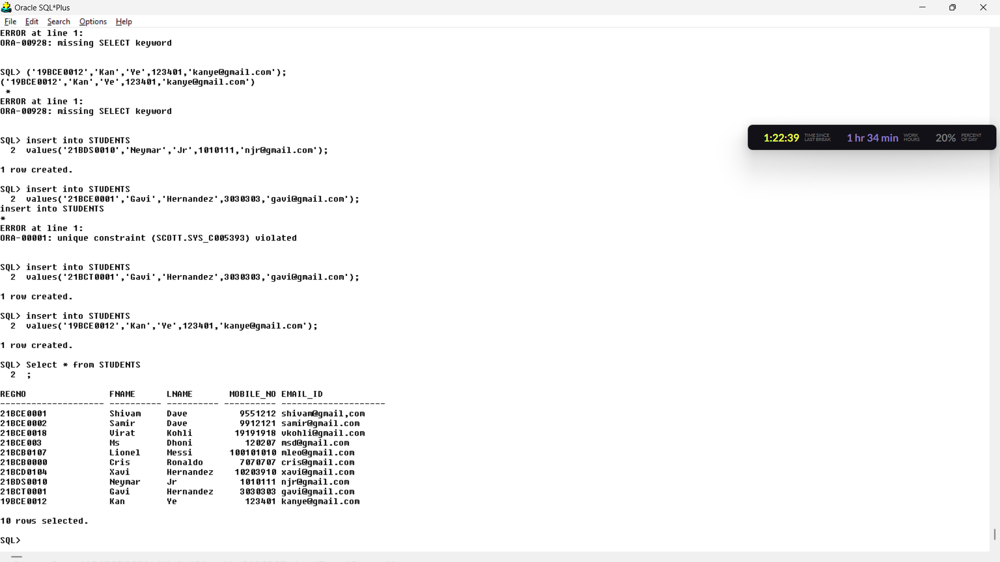 Oracle SQL*Plus
File Edit Search Options Help
ERROR at line 1:
ORA-00928: missing SELECT keyword
SQL> ('19BCE0012','Kan','Ye',123401,'kanye@gmail.com');
('19BCE0012','Kan','Ye',123401,'kanye@gmail.com')
*
ERROR at line 1:
ORA-00928: missing SELECT keyword
SQL> insert into STUDENTS
2 values('21BDS0010','Neymar','Jr',1010111,'njr@gmail.com');
1 row created.
SQL> insert into STUDENTS
2 values('21BCE0001','Gavi','Hernandez',3030303,'gavi@gmail.com');
insert into STUDENTS
*
ERROR at line 1:
ORA-00001: unique constraint (SCOTT.SYS_C005393) violated
SQL> insert into STUDENTS
2 values('21BCT0001','Gavi','Hernandez',3030303,'gavi@gmail.com');
1 row created.
SQL> insert into STUDENTS
2 values('19BCE0012','Kan','Ye',123401,'kanye@gmail.com');
1 row created.
SQL> Select * from STUDENTS
2 ;
REGNO FNAME LNAME MOBILE_NO EMAIL_ID
-------------------- ---------- ---------- ---------- --------------------
21BCE0001 Shivam Dave 9551212 shivam@gmail,com
21BCE0002 Samir Dave 9912121 samir@gmail.com
21BCE0018 Virat Kohli 19191918 vkohli@gmail.com
21BCE003 Ms Dhoni 120207 msd@gmail.com
21BCB0107 Lionel Messi 100101010 mleo@gmail.com
21BCB0000 Cris Ronaldo 7070707 cris@gmail.com
21BCD0104 Xavi Hernandez 10203910 xavi@gmail.com
21BDS0010 Neymar Jr 1010111 njr@gmail.com
21BCT0001 Gavi Hernandez 3030303 gavi@gmail.com
19BCE0012 Kan Ye 123401 kanye@gmail.com
10 rows selected.
SQL>
1:22:39 TIME SINCE LAST BREAK 1 hr 34 min WORK HOURS 20% PERCENT OF DAY